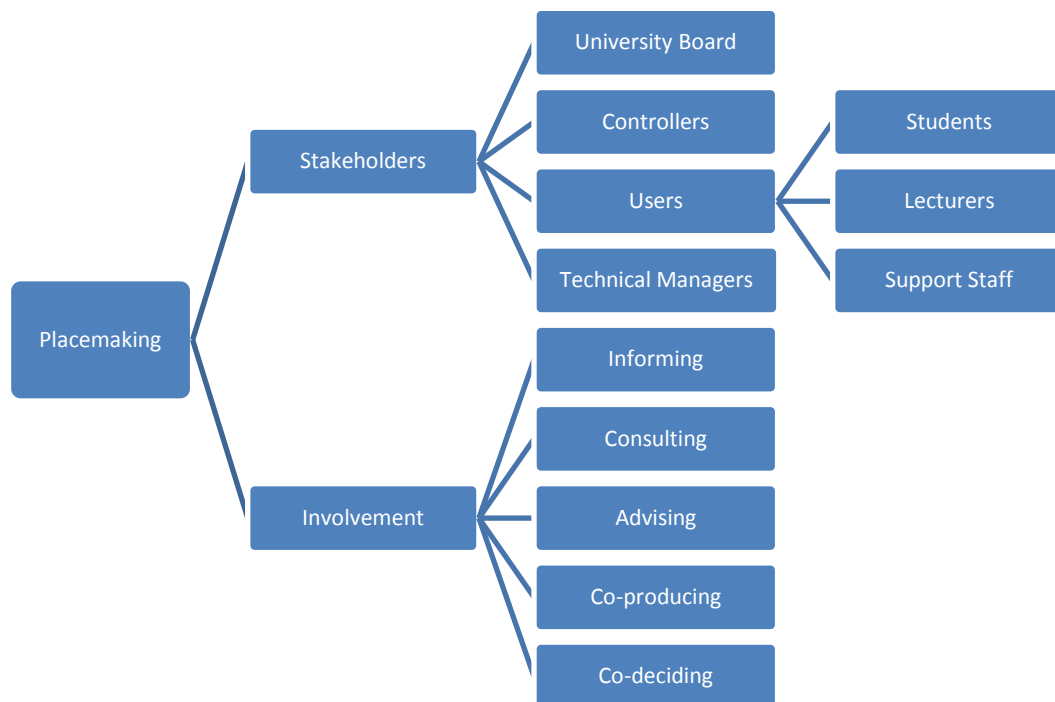 Placemaking
Stakeholders
University Board
Controllers
Users
Students
Lecturers
Support Staff
Technical Managers
Involvement
Informing
Consulting
Advising
Co-producing
Co-deciding